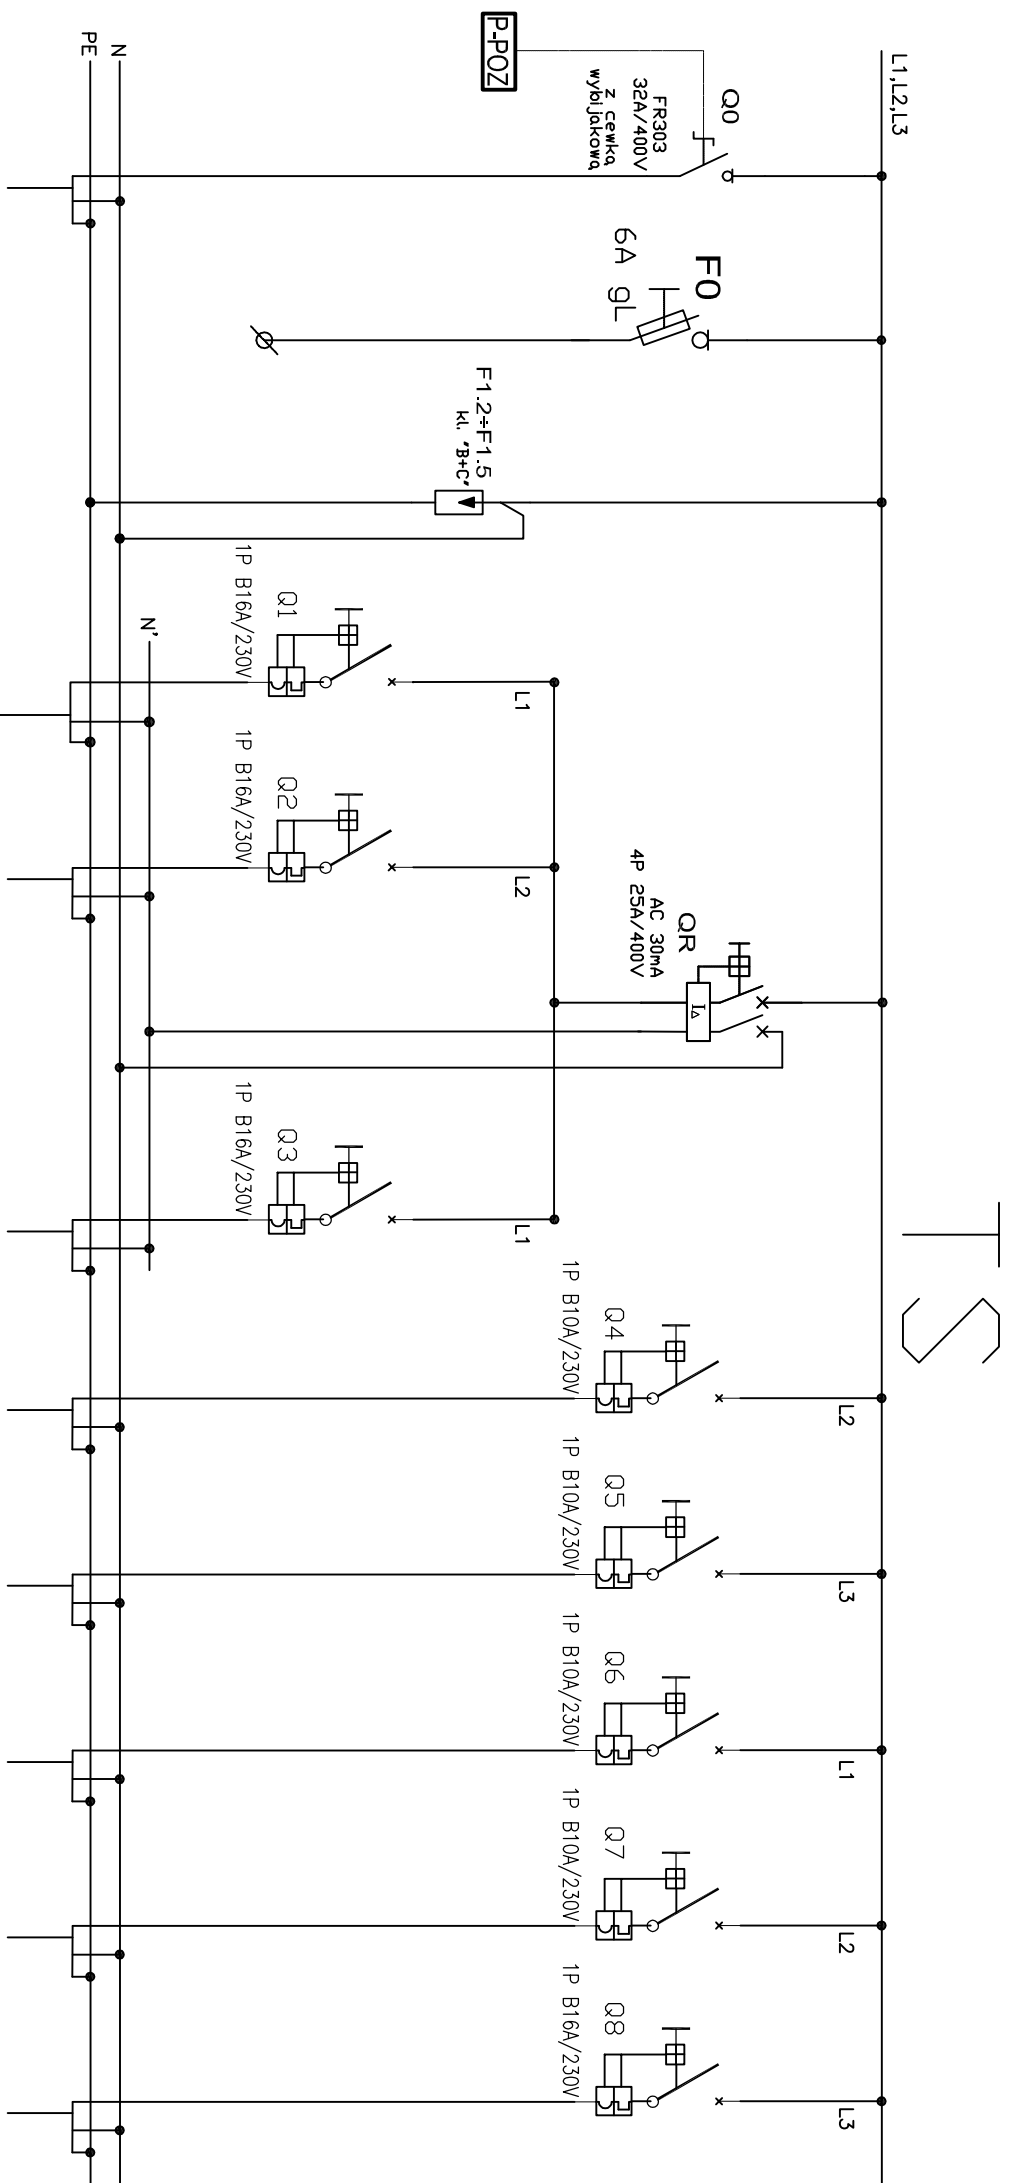 TS
L1,L2,L3
Q0
FR303
32A/400V
z cewką
wybijakową
P-POZ
F0
6A gL
F1.2÷F1.5
kl. "B+C"
QR
AC 30mA
4P 25A/400V
L1
Q1
1P B16A/230V
L2
Q2
1P B16A/230V
L1
Q3
1P B16A/230V
L2
Q4
1P B10A/230V
L3
Q5
1P B10A/230V
L1
Q6
1P B10A/230V
L2
Q7
1P B10A/230V
L3
Q8
1P B16A/230V
N'
N
PE
I△